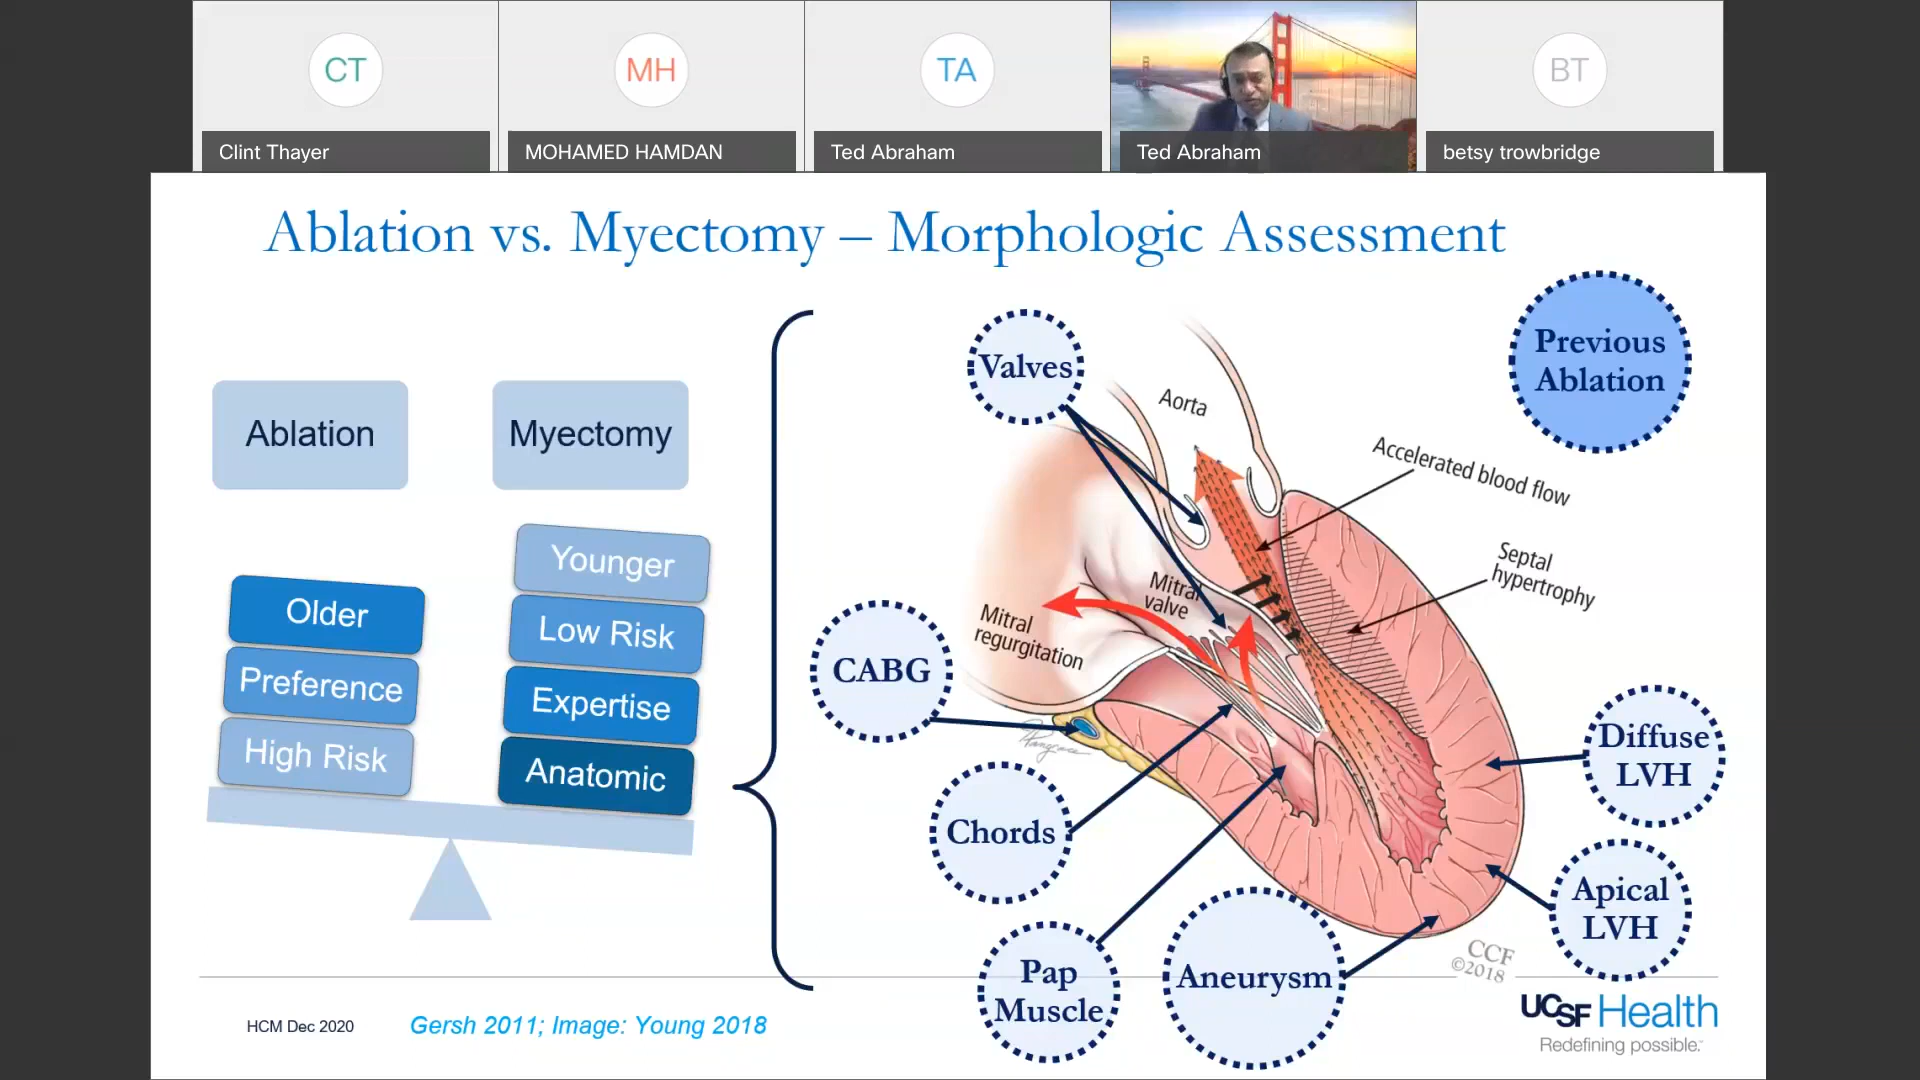 CT
MH
TA
BT
Clint Thayer
MOHAMED HAMDAN
Ted Abraham
Ted Abraham
betsy trowbridge
Ablation vs. Myectomy – Morphologic Assessment
Ablation
Myectomy
Older
Preference
High Risk
Younger
Low Risk
Expertise
Anatomic
Valves
Aorta
Previous
Ablation
Accelerated blood flow
Septal
hypertrophy
Mitral
valve
Mitral
regurgitation
CABG
Chords
Pap
Muscle
Aneurysm
Diffuse
LVH
Apical
LVH
CCF
©2018
HCM Dec 2020
Gersh 2011; Image: Young 2018
UCSF Health
Redefining possible.